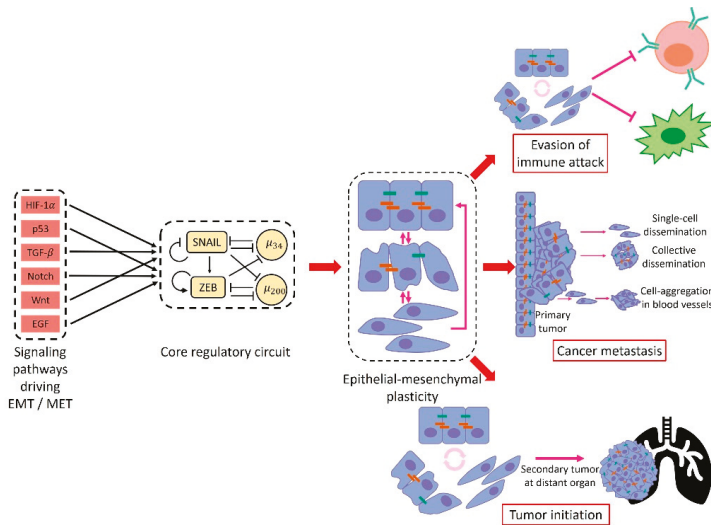 HIF-1α
p53
TGF-β
Notch
Wnt
EGF
Signaling
pathways
driving
EMT / MET
SNAIL
μ34
ZEB
μ200
Core regulatory circuit
Epithelial-mesenchymal
plasticity
Evasion of
immune attack
Single-cell
dissemination
Collective
dissemination
Cell-aggregation
in blood vessels
Primary
tumor
Cancer metastasis
Secondary tumor
at distant organ
Tumor initiation